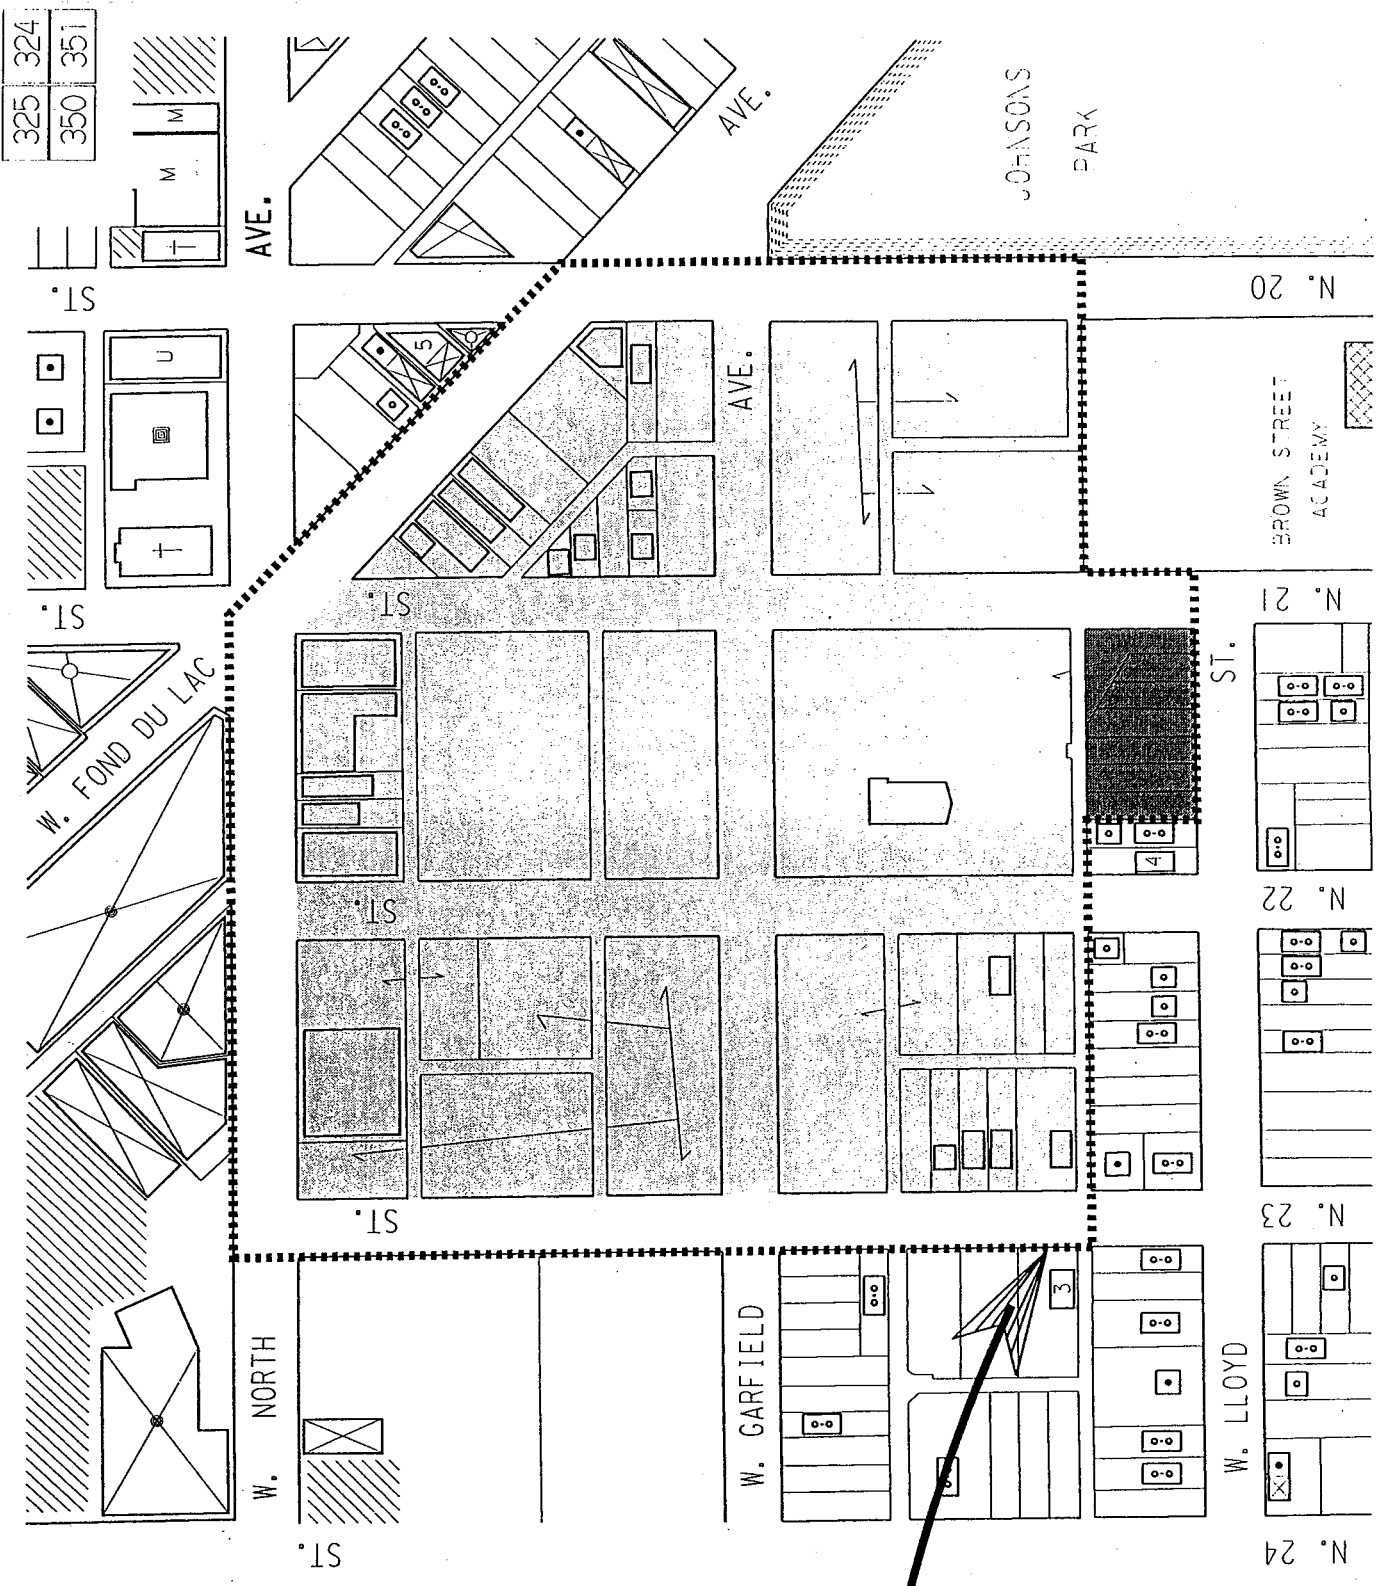 325 324
350 351
M
M
AVE.
ST.
U
5
AVE.
JOHNSONS
PARK
N. 20
AVE.
BROWN STREET
ACADEMY
ST.
W. FOND DU LAC
ST.
N. 21
ST.
4
ST.
N. 22
ST.
N. 23
3
W. NORTH
W. GARFIELD
W. LLOYD
ST.
N. 24